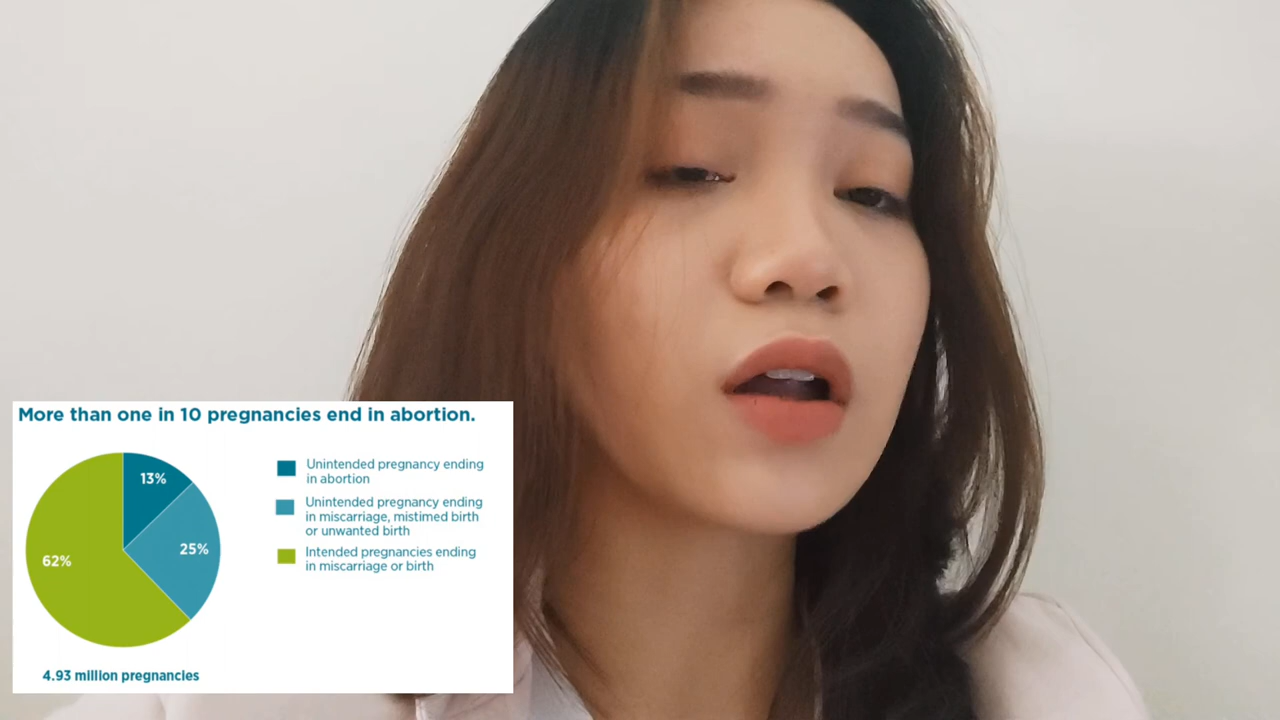 More than one in 10 pregnancies end in abortion.
13%
25%
62%
Unintended pregnancy ending
in abortion
Unintended pregnancy ending
in miscarriage, mistimed birth
or unwanted birth
Intended pregnancies ending
in miscarriage or birth
4.93 million pregnancies